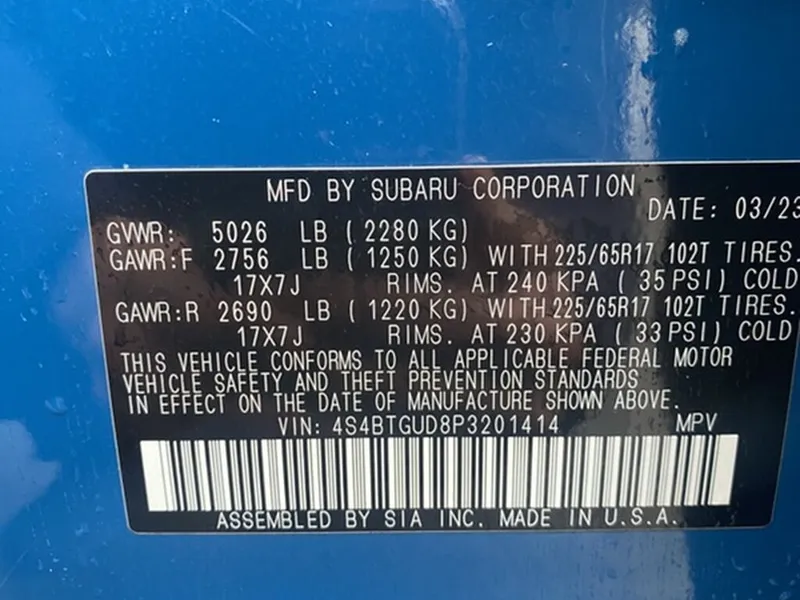 MFD BY SUBARU CORPORATION
DATE: 03/23
GVWR: 5026 LB ( 2280 KG)
GAWR:F 2756 LB ( 1250 KG) WITH 225/65R17 102T TIRES.
17X7J RIMS. AT 240 KPA ( 35 PSI) COLD
GAWR:R 2690 LB ( 1220 KG) WITH 225/65R17 102T TIRES.
17X7J RIMS. AT 230 KPA ( 33 PSI) COLD
THIS VEHICLE CONFORMS TO ALL APPLICABLE FEDERAL MOTOR
VEHICLE SAFETY AND THEFT PREVENTION STANDARDS
IN EFFECT ON THE DATE OF MANUFACTURE SHOWN ABOVE.
VIN: 4S4BTGUD8P3201414 MPV
ASSEMBLED BY SIA INC. MADE IN U.S.A.